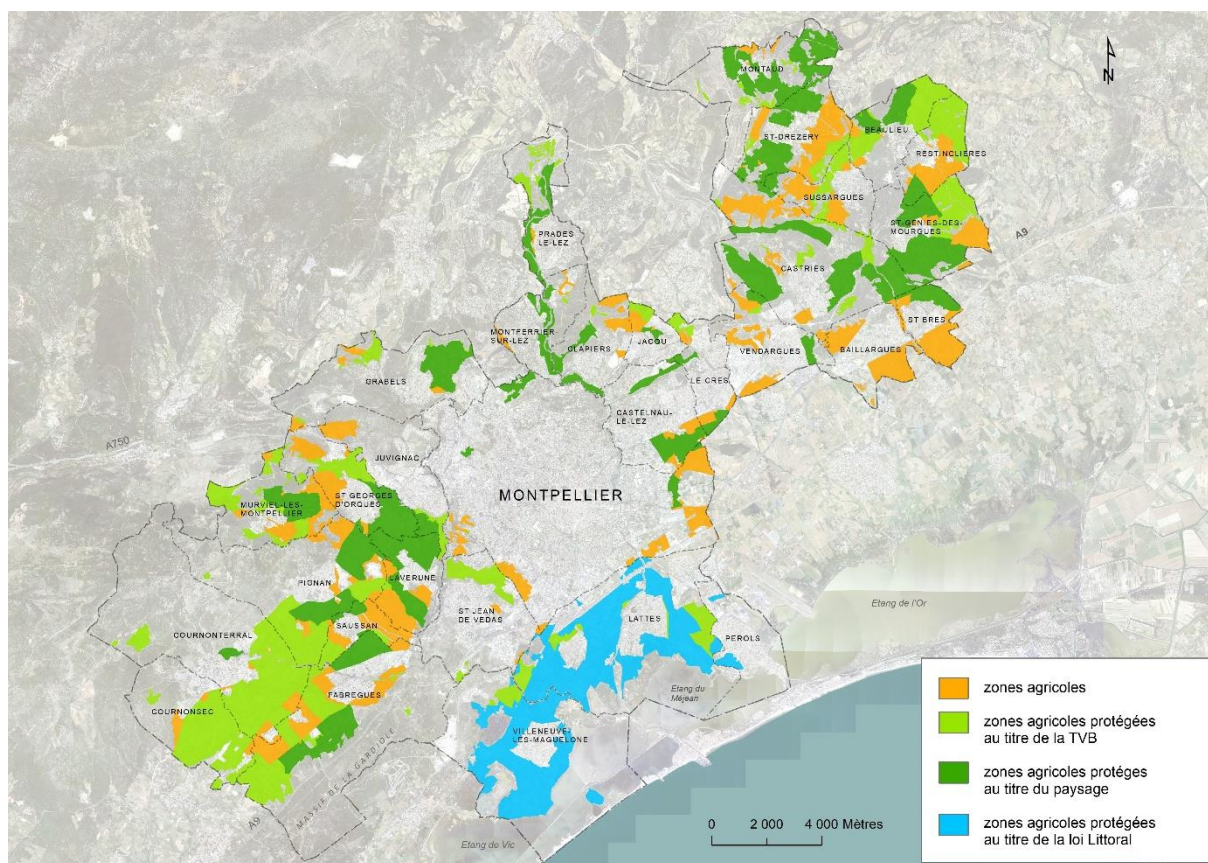 MONTAUD
N
ST-DREZERY
BEAULIEU
RESTINCLIÈRES
SUSSARGUES
ST-GENIES-DES-
MOURGUES
A9
PRADES
LE-LEZ
CASTRIES
MONTFERRIER-
SUR-LEZ
CLAPIERS
JACOU
VENDARGUES
BAILLARGUES
ST BRES
GRABELS
LE CRES
CASTELNAU-
LE-LEZ
A750
JUVIGNAC
MONTPELLIER
MURVIEL-LES-
MONTPELLIER
ST GEORGES
D'ORQUES
PIGNAN
LAVERUNE
ST JEAN
DE VEDAS
LATTES
PEROLS
Etang de l'Or
COURNONTERRAL
SAUSSAN
FABREGUES
COURNONSEC
Etang du
Méjean
VILLENEUVE-
LES-MAGUELONE
MASSIF DE LA GARDIOLE
A9
Etang de Vic
0 2 000 4 000 Mètres
zones agricoles
zones agricoles protégées
au titre de la TVB
zones agricoles protéges
au titre du paysage
zones agricoles protégées
au titre de la loi Littoral